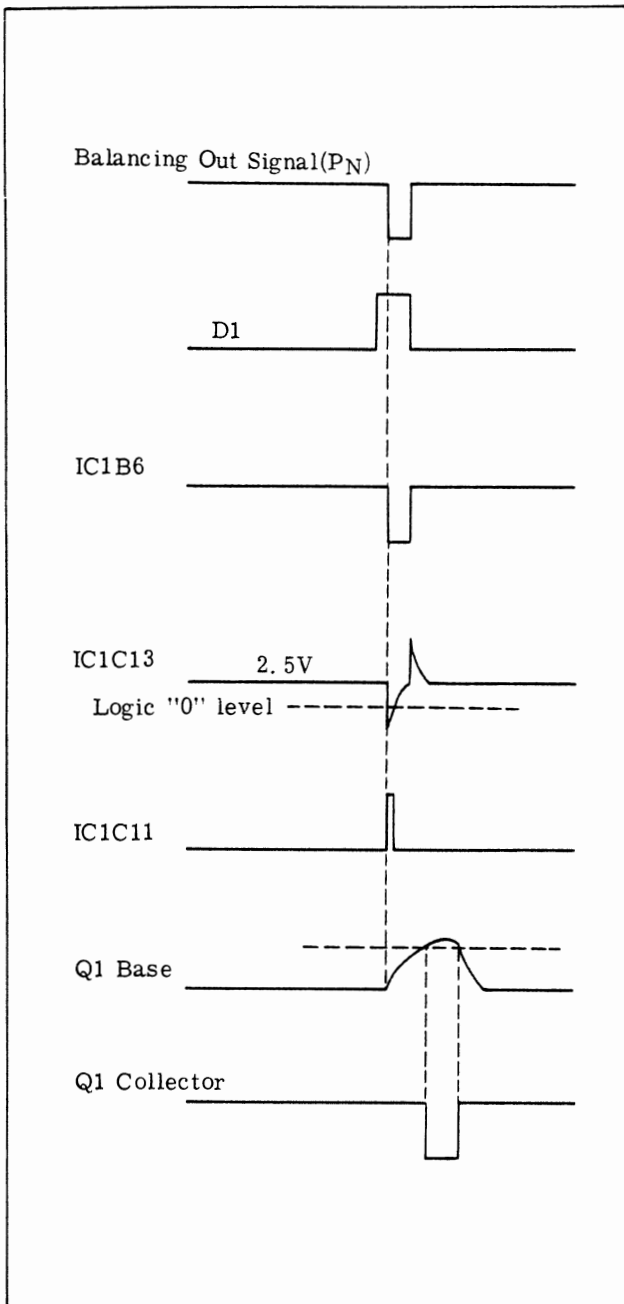 Balancing Out Signal(PN)
D1
IC1B6
IC1C13
2.5V
Logic "0" level
IC1C11
Q1 Base
Q1 Collector